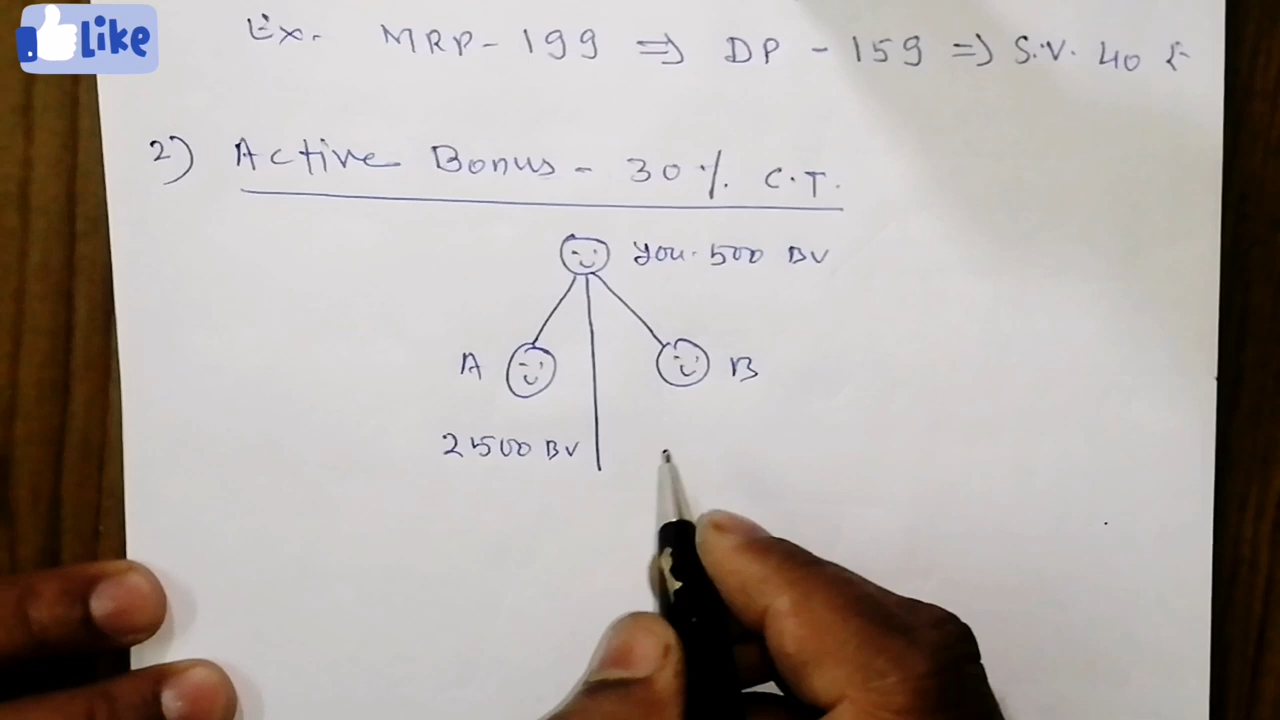 Like
Ex. MRP - 199 ⇒ DP - 159 ⇒ S.V. 40 ₹
2) Active Bonus - 30% C.T.
You. 500 BV
A B
2500 BV